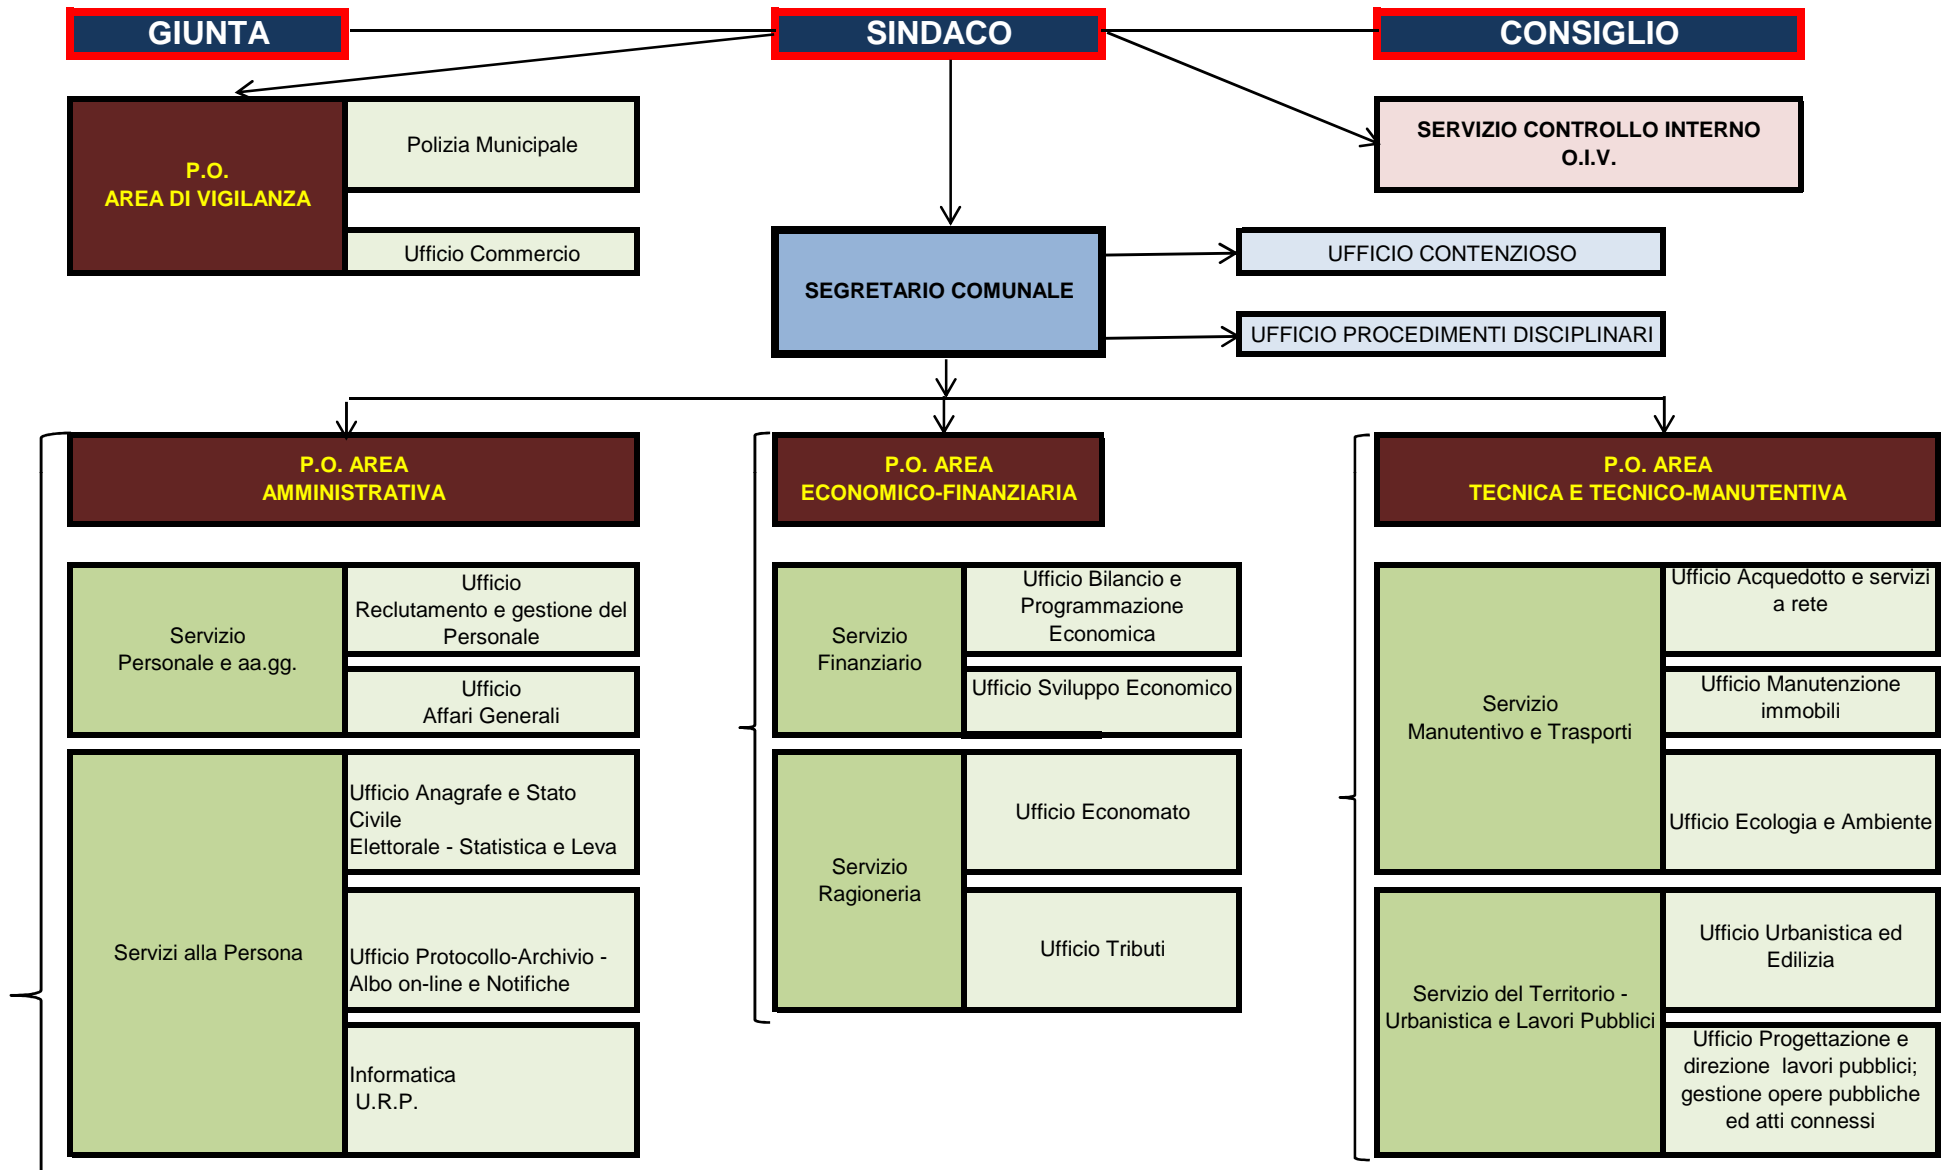 GIUNTA
SINDACO
CONSIGLIO
P.O.
AREA DI VIGILANZA
Polizia Municipale
Ufficio Commercio
SERVIZIO CONTROLLO INTERNO
O.I.V.
SEGRETARIO COMUNALE
UFFICIO CONTENZIOSO
UFFICIO PROCEDIMENTI DISCIPLINARI
P.O. AREA
AMMINISTRATIVA
P.O. AREA
ECONOMICO-FINANZIARIA
P.O. AREA
TECNICA E TECNICO-MANUTENTIVA
Servizio
Personale e aa.gg.
Ufficio
Reclutamento e gestione del
Personale
Ufficio
Affari Generali
Servizi alla Persona
Ufficio Anagrafe e Stato
Civile
Elettorale - Statistica e Leva
Ufficio Protocollo-Archivio -
Albo on-line e Notifiche
Informatica
U.R.P.
Servizio
Finanziario
Ufficio Bilancio e
Programmazione
Economica
Ufficio Sviluppo Economico
Servizio
Ragioneria
Ufficio Economato
Ufficio Tributi
Servizio
Manutentivo e Trasporti
Ufficio Acquedotto e servizi
a rete
Ufficio Manutenzione
immobili
Ufficio Ecologia e Ambiente
Servizio del Territorio -
Urbanistica e Lavori Pubblici
Ufficio Urbanistica ed
Edilizia
Ufficio Progettazione e
direzione  lavori pubblici;
gestione opere pubbliche
ed atti connessi